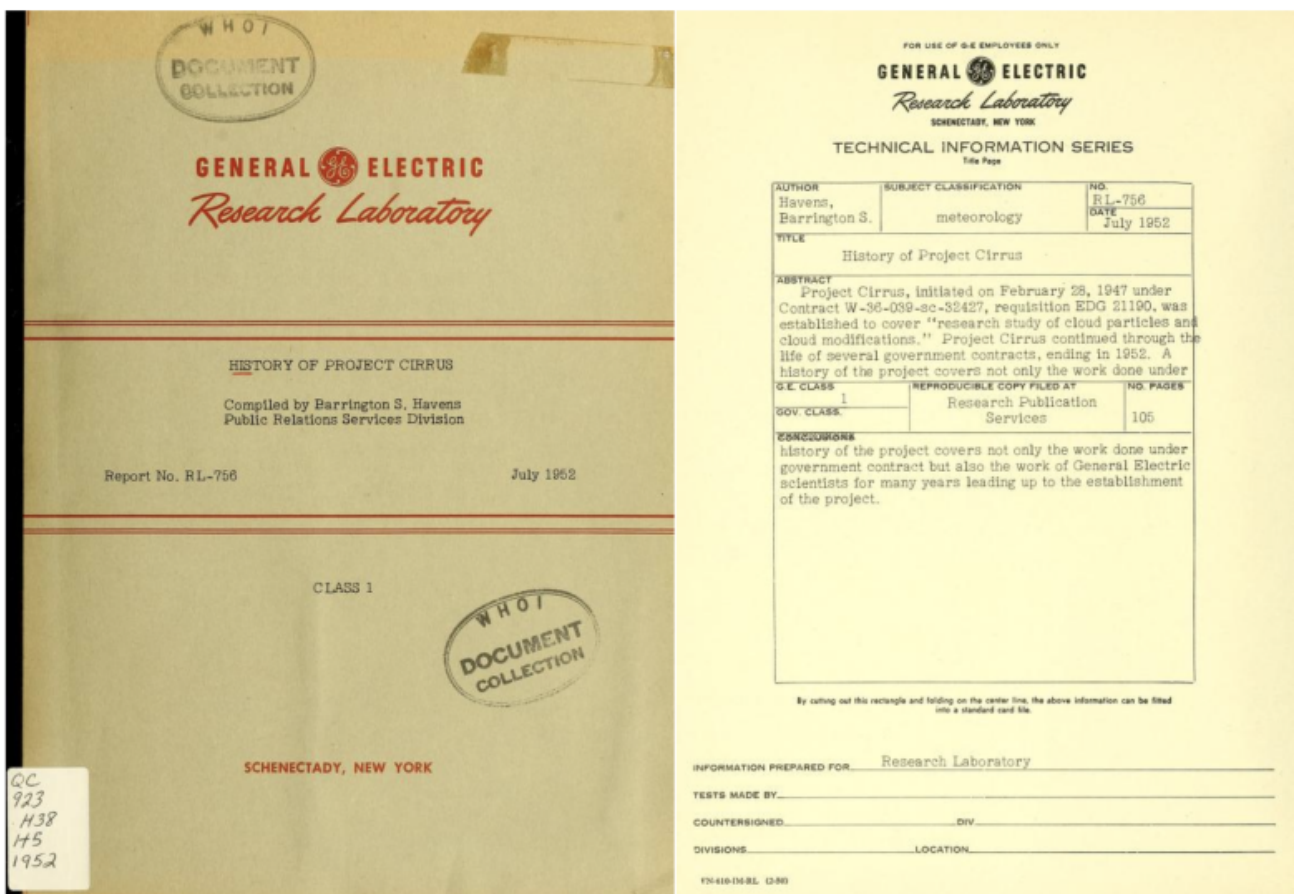 WHOI
DOCUMENT
COLLECTION
GENERAL GE ELECTRIC
Research Laboratory
HISTORY OF PROJECT CIRRUS
Compiled by Barrington S. Havens
Public Relations Services Division
Report No. RL-756 July 1952
CLASS 1
WHOI
DOCUMENT
COLLECTION
SCHENECTADY, NEW YORK
QC
923
.H38
H5
1952
FOR USE OF G-E EMPLOYEES ONLY
GENERAL GE ELECTRIC
Research Laboratory
SCHENECTADY, NEW YORK
TECHNICAL INFORMATION SERIES
Title Page
AUTHOR SUBJECT CLASSIFICATION NO.
Havens, RL-756
DATE
Barrington S. meteorology July 1952
TITLE
History of Project Cirrus
ABSTRACT
Project Cirrus, initiated on February 28, 1947 under
Contract W-36-039-sc-32427, requisition EDG 21190, was
established to cover "research study of cloud particles and
cloud modifications." Project Cirrus continued through the
life of several government contracts, ending in 1952. A
history of the project covers not only the work done under
G.E. CLASS REPRODUCIBLE COPY FILED AT NO. PAGES
1 Research Publication
GOV. CLASS. Services 105
CONCLUSIONS
history of the project covers not only the work done under
government contract but also the work of General Electric
scientists for many years leading up to the establishment
of the project.
By cutting out this rectangle and folding on the center line, the above information can be fitted
into a standard card file.
INFORMATION PREPARED FOR Research Laboratory
TESTS MADE BY
COUNTERSIGNED DIV
DIVISIONS LOCATION